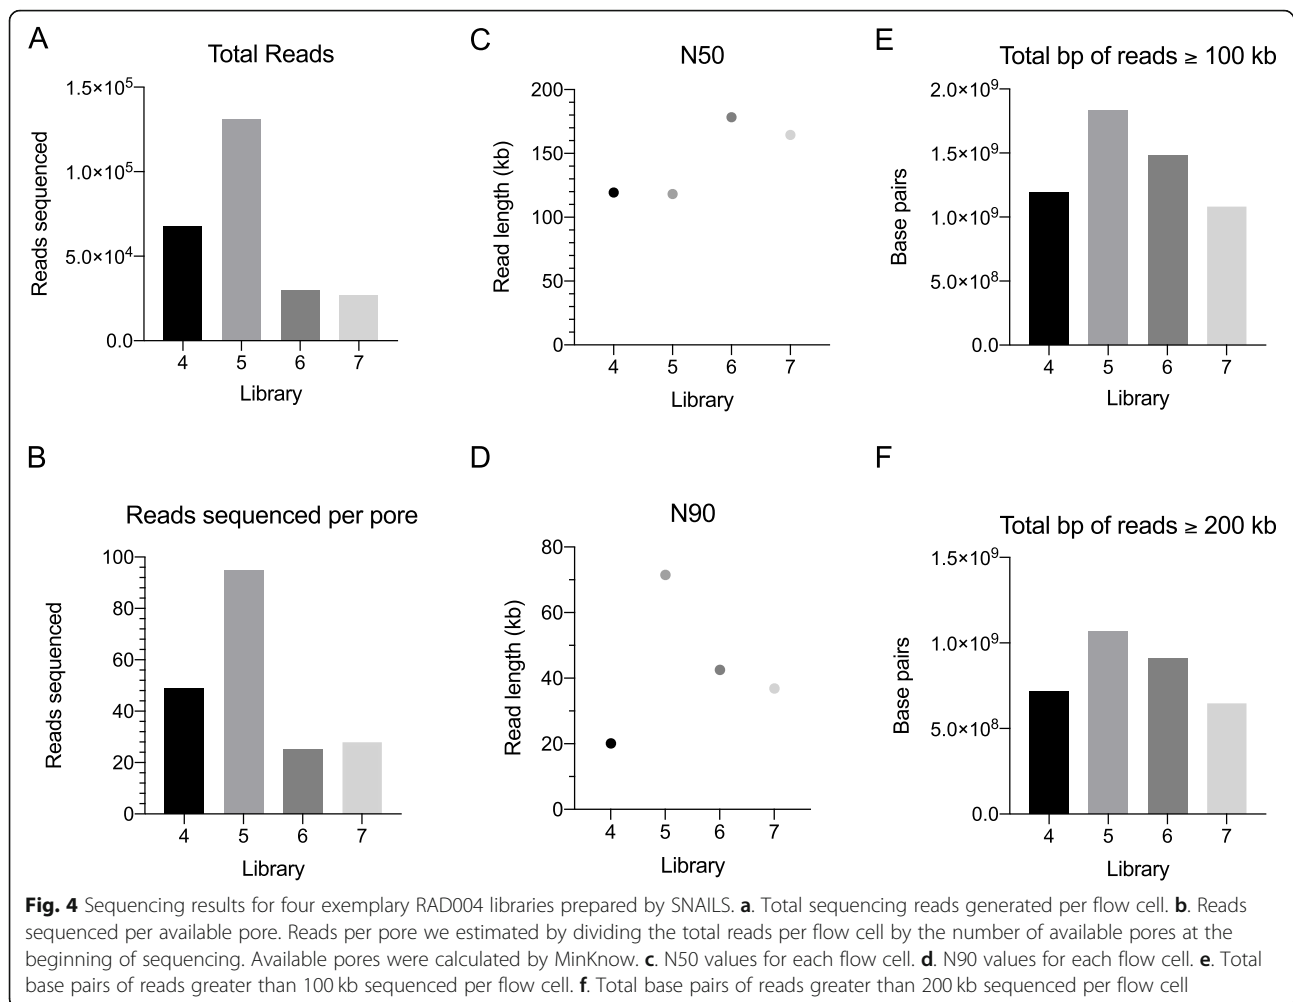 A
Total Reads
1.5×10⁵
1.0×10⁵
5.0×10⁴
0.0
Reads sequenced
4 5 6 7
Library
C
N50
200
150
100
50
0
Read length (kb)
4 5 6 7
Library
E
Total bp of reads ≥ 100 kb
2.0×10⁹
1.5×10⁹
1.0×10⁹
5.0×10⁸
0.0
Base pairs
4 5 6 7
Library
B
Reads sequenced per pore
100
80
60
40
20
0
Reads sequenced
4 5 6 7
Library
D
N90
80
60
40
20
0
Read length (kb)
4 5 6 7
Library
F
Total bp of reads ≥ 200 kb
1.5×10⁹
1.0×10⁹
5.0×10⁸
0.0
Base pairs
4 5 6 7
Library
Fig. 4 Sequencing results for four exemplary RAD004 libraries prepared by SNAILS. a. Total sequencing reads generated per flow cell. b. Reads
sequenced per available pore. Reads per pore we estimated by dividing the total reads per flow cell by the number of available pores at the
beginning of sequencing. Available pores were calculated by MinKnow. c. N50 values for each flow cell. d. N90 values for each flow cell. e. Total
base pairs of reads greater than 100 kb sequenced per flow cell. f. Total base pairs of reads greater than 200 kb sequenced per flow cell